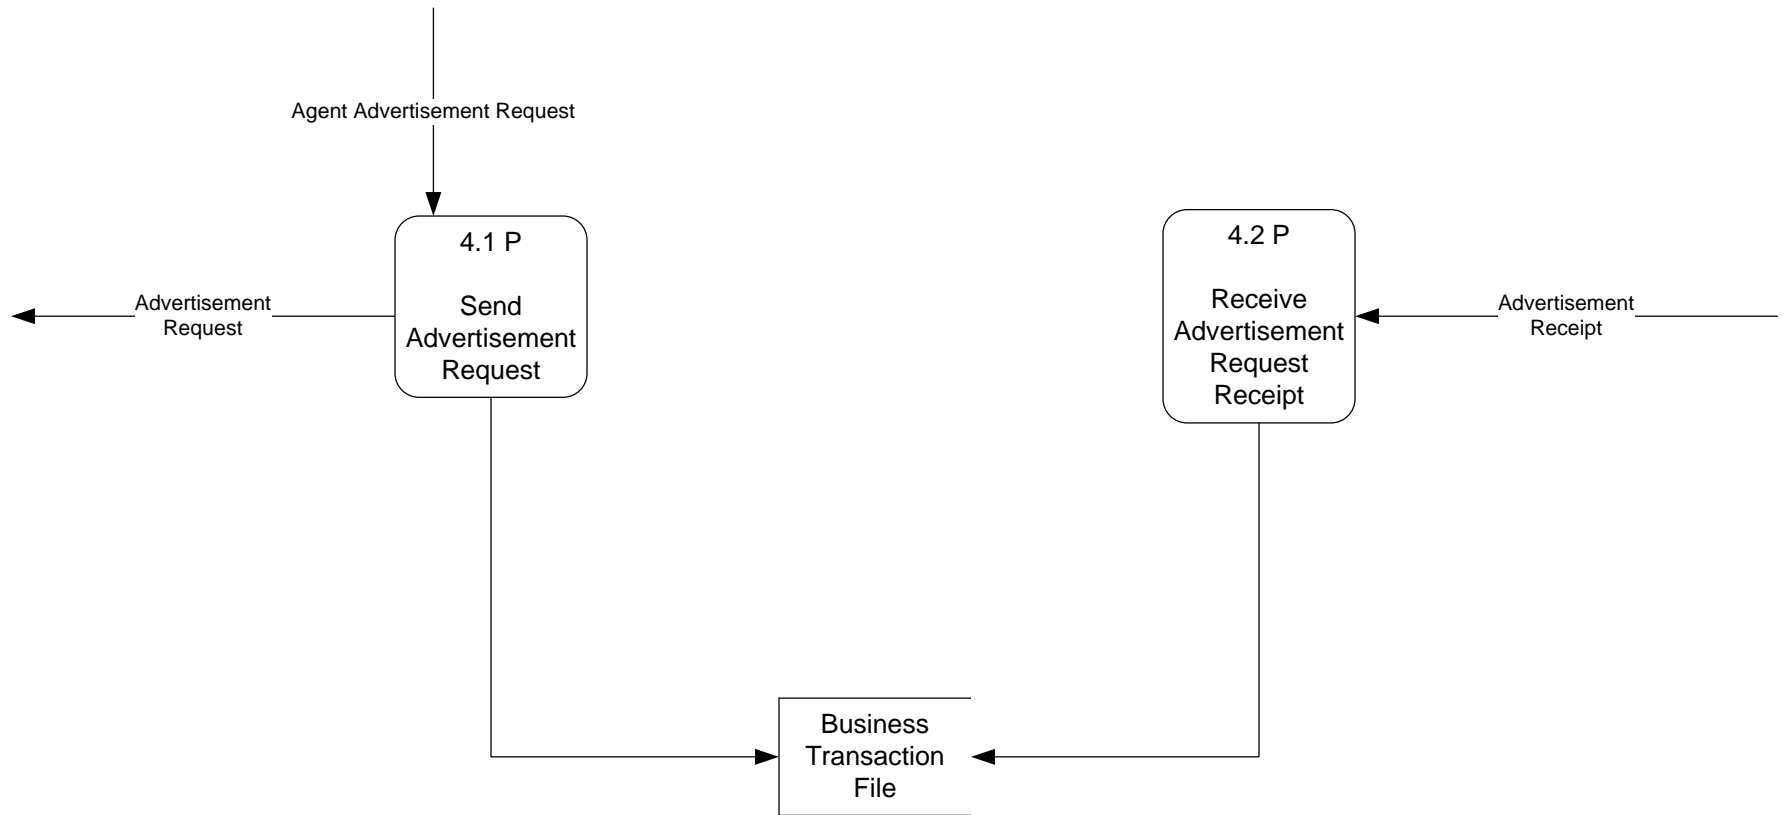 Agent Advertisement Request
4.1 P
Send
Advertisement
Request
Advertisement
Request
4.2 P
Receive
Advertisement
Request
Receipt
Advertisement
Receipt
Business
Transaction
File